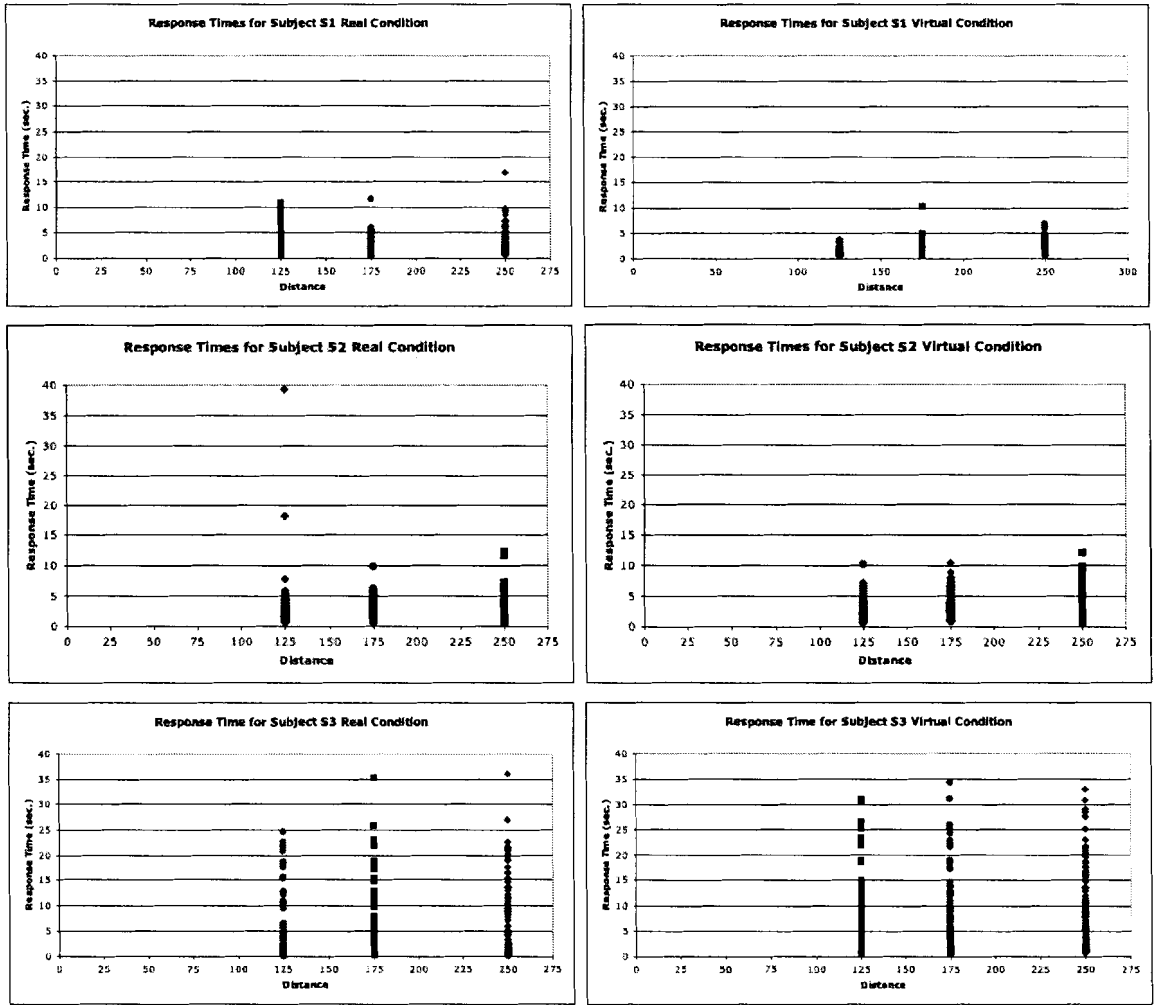 Response Times for Subject S1 Real Condition
40
35
30
25
20
15
10
5
0
Response Time (sec.)
0 25 50 75 100 125 150 175 200 225 250 275
Distance
Response Times for Subject S1 Virtual Condition
40
35
30
25
20
15
10
5
0
Response Time (sec.)
0 50 100 150 200 250 300
Distance
Response Times for Subject S2 Real Condition
40
35
30
25
20
15
10
5
0
Response Time (sec.)
0 25 50 75 100 125 150 175 200 225 250 275
Distance
Response Times for Subject S2 Virtual Condition
40
35
30
25
20
15
10
5
0
Response Time (sec.)
0 25 50 75 100 125 150 175 200 225 250 275
Distance
Response Time for Subject S3 Real Condition
40
35
30
25
20
15
10
5
0
Response Time (sec.)
0 25 50 75 100 125 150 175 200 225 250 275
Distance
Response Time for Subject S3 Virtual Condition
40
35
30
25
20
15
10
5
0
Response Time (sec.)
0 25 50 75 100 125 150 175 200 225 250 275
Distance